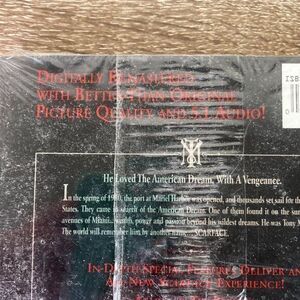 DIGITALLY REMASTERED
WITH BETTER-THAN-ORIGINAL
PICTURE QUALITY AND 5.1 AUDIO!
ISB
0
He Loved The American Dream. With A Vengeance.
In the spring of 1980, the port at Mariel Harbor was opened, and thousands set sail for the
States. They came in search of the American Dream. One of them found it on the sun
avenues of Miami... wealth, power and passion beyond his wildest dreams. He was Tony M
The world will remember him by another name ...SCARFACE.
IN-DEPTH SPECIAL FEATURES DELIVER AN
EXPERIENCE!